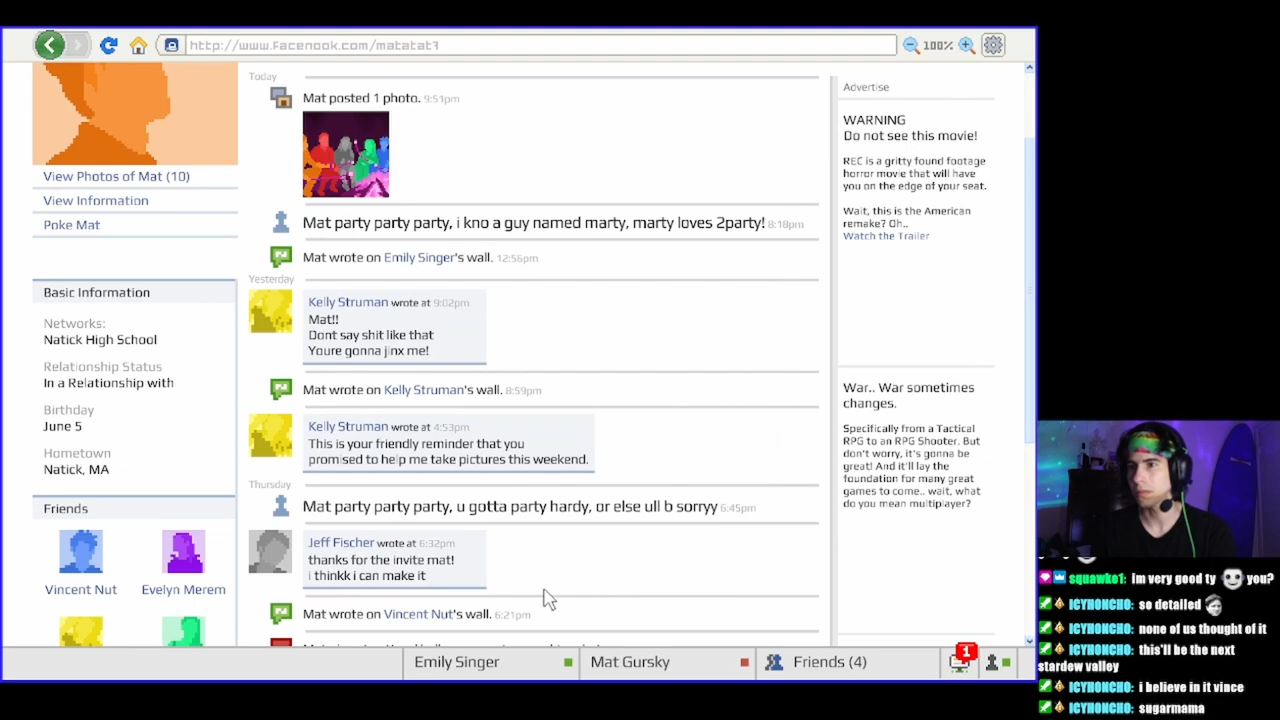 http://www.facenook.com/matatat7
100%
View Photos of Mat (10)
View Information
Poke Mat
Basic Information
Networks:
Natick High School
Relationship Status
In a Relationship with
Birthday
June 5
Hometown
Natick, MA
Friends
Vincent Nut
Evelyn Merem
Today
Mat posted 1 photo. 9:51pm
Mat party party party, i kno a guy named marty, marty loves 2party! 8:18pm
Mat wrote on Emily Singer's wall. 12:56pm
Yesterday
Kelly Struman wrote at 9:02pm
Mat!!
Dont say shit like that
Youre gonna jinx me!
Mat wrote on Kelly Struman's wall. 8:59pm
Kelly Struman wrote at 4:53pm
This is your friendly reminder that you
promised to help me take pictures this weekend.
Thursday
Mat party party party, u gotta party hardy, or else ull b sorryy 6:45pm
Jeff Fischer wrote at 6:32pm
thanks for the invite mat!
i thinkk i can make it
Mat wrote on Vincent Nut's wall. 6:21pm
Advertise
WARNING
Do not see this movie!
REC is a gritty found footage
horror movie that will have
you on the edge of your seat.
Wait, this is the American
remake? Oh..
Watch the Trailer
War.. War sometimes
changes.
Specifically from a Tactical
RPG to an RPG Shooter. But
don't worry, it's gonna be
great! And it'll lay the
foundation for many great
games to come.. wait, what
do you mean multiplayer?
Emily Singer
Mat Gursky
Friends (4)
1
squawko1: im very good ty you?
ICYHONCHO: so detailed
ICYHONCHO: none of us thought of it
ICYHONCHO: this'll be the next
stardew valley
ICYHONCHO: i believe in it vince
ICYHONCHO: sugarmama